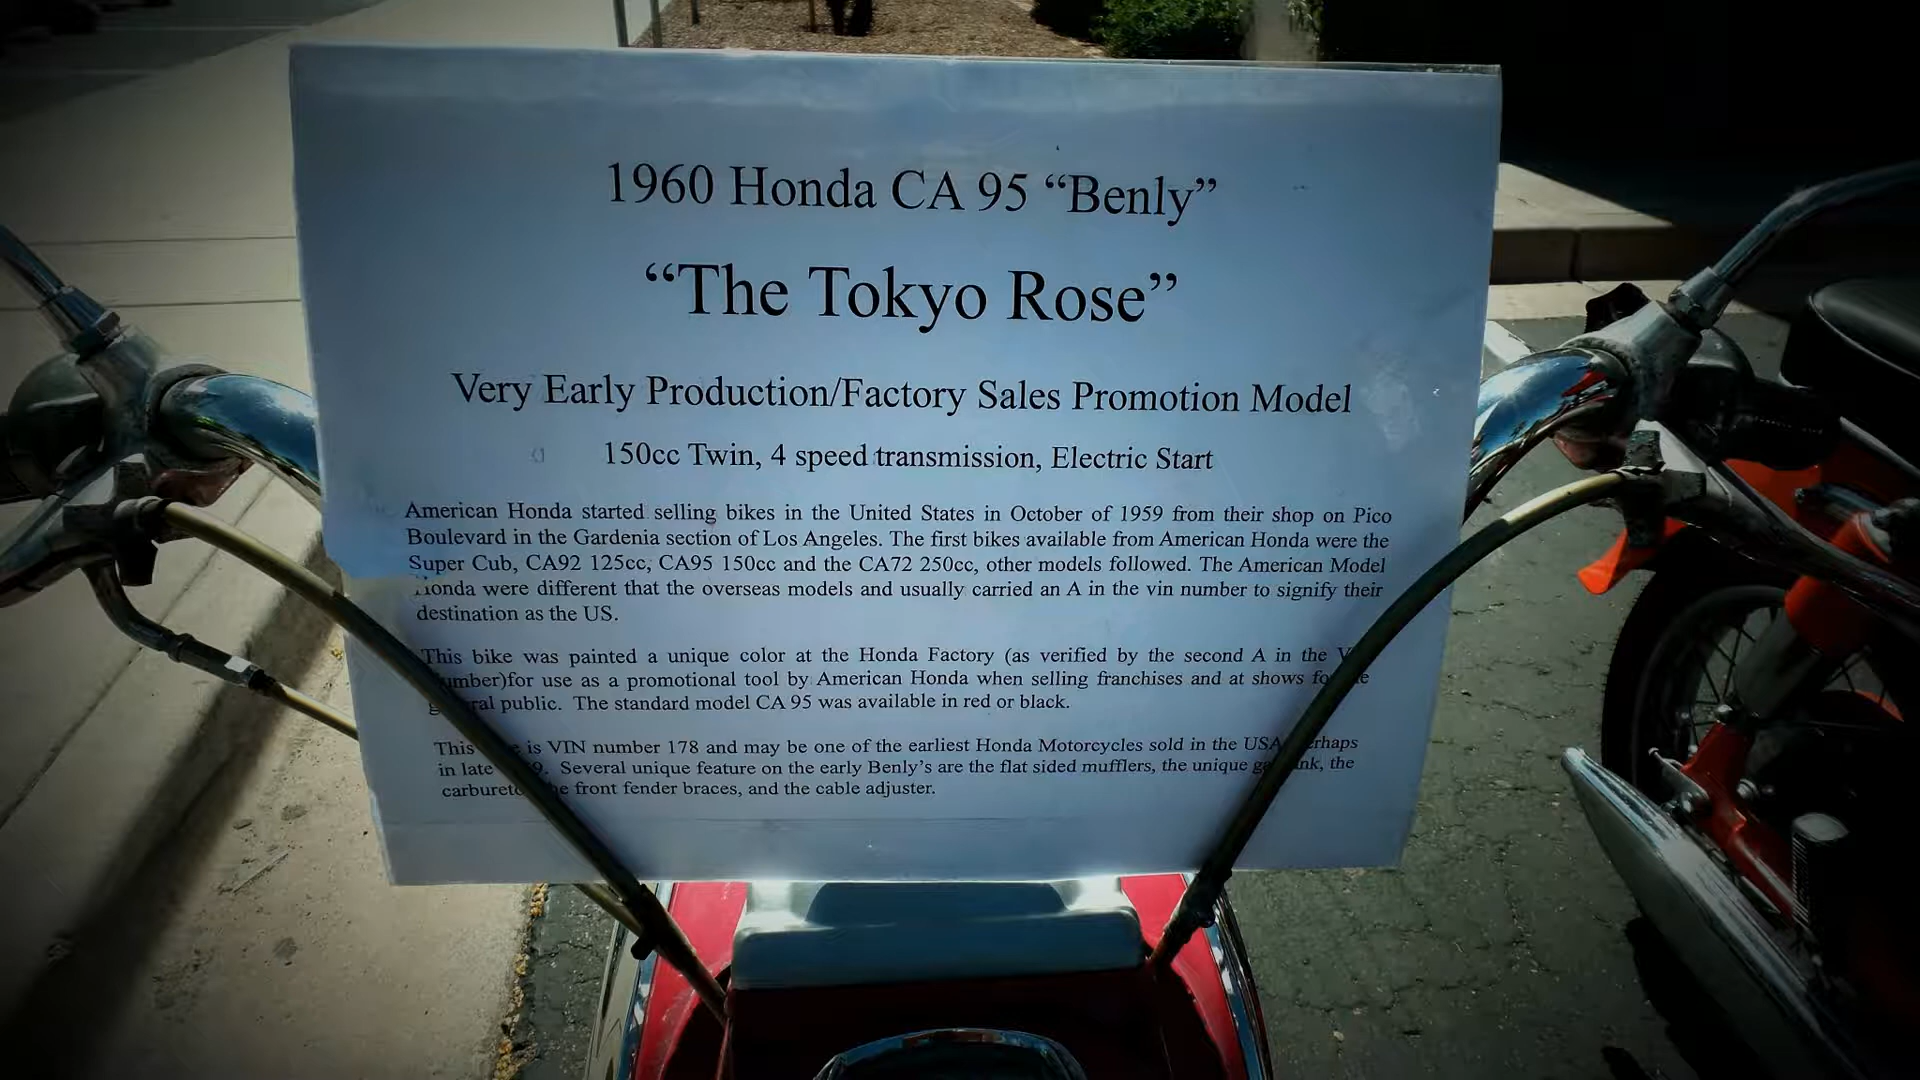 1960 Honda CA 95 “Benly”
“The Tokyo Rose”
Very Early Production/Factory Sales Promotion Model
150cc Twin, 4 speed transmission, Electric Start
American Honda started selling bikes in the United States in October of 1959 from their shop on Pico
Boulevard in the Gardenia section of Los Angeles. The first bikes available from American Honda were the
Super Cub, CA92 125cc, CA95 150cc and the CA72 250cc, other models followed. The American Model
Honda were different that the overseas models and usually carried an A in the vin number to signify their
destination as the US.
This bike was painted a unique color at the Honda Factory (as verified by the second A in the
for use as a promotional tool by American Honda when selling franchises and at shows
public. The standard model CA 95 was available in red or black.
This is VIN number 178 and may be one of the earliest Honda Motorcycles sold in the USA
in late Several unique feature on the early Benly’s are the flat sided mufflers, the unique the
front fender braces, and the cable adjuster.